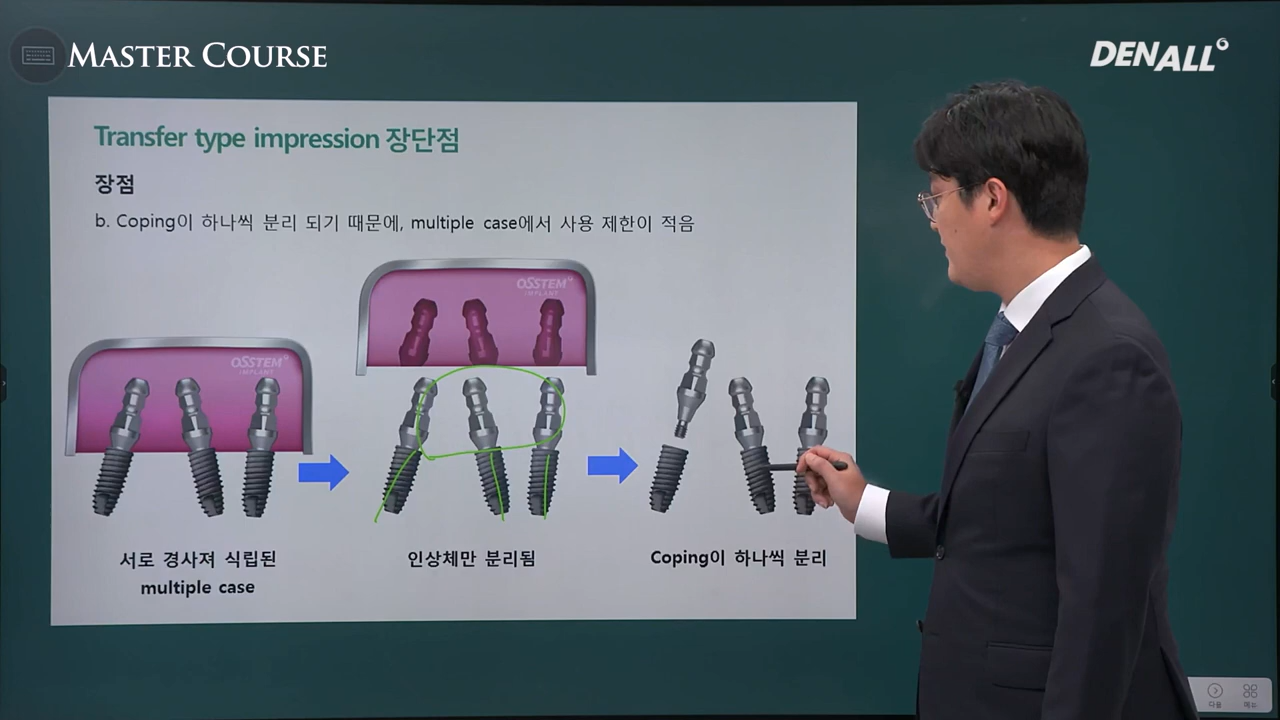 MASTER COURSE
DENALL
Transfer type impression 장단점
장점
b. Coping이 하나씩 분리 되기 때문에, multiple case에서 사용 제한이 적음
OSSTEM
IMPLANT
OSSTEM
IMPLANT
서로 경사져 식립된
multiple case
인상체만 분리됨
Coping이 하나씩 분리
다음
메뉴